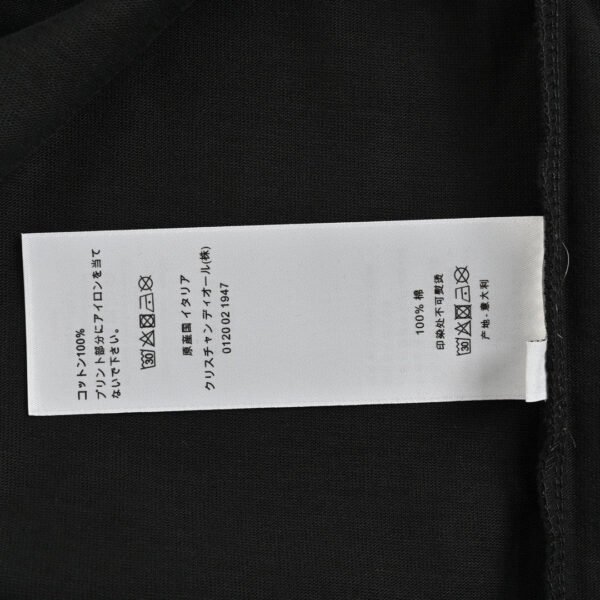 コットン100%
プリント部分にアイロンを当て
ないで下さい。
30
原産国 イタリア
クリスチャン ディオール(株)
0120 02 1947
100% 棉
印染处不可熨烫
30
产地 - 意大利